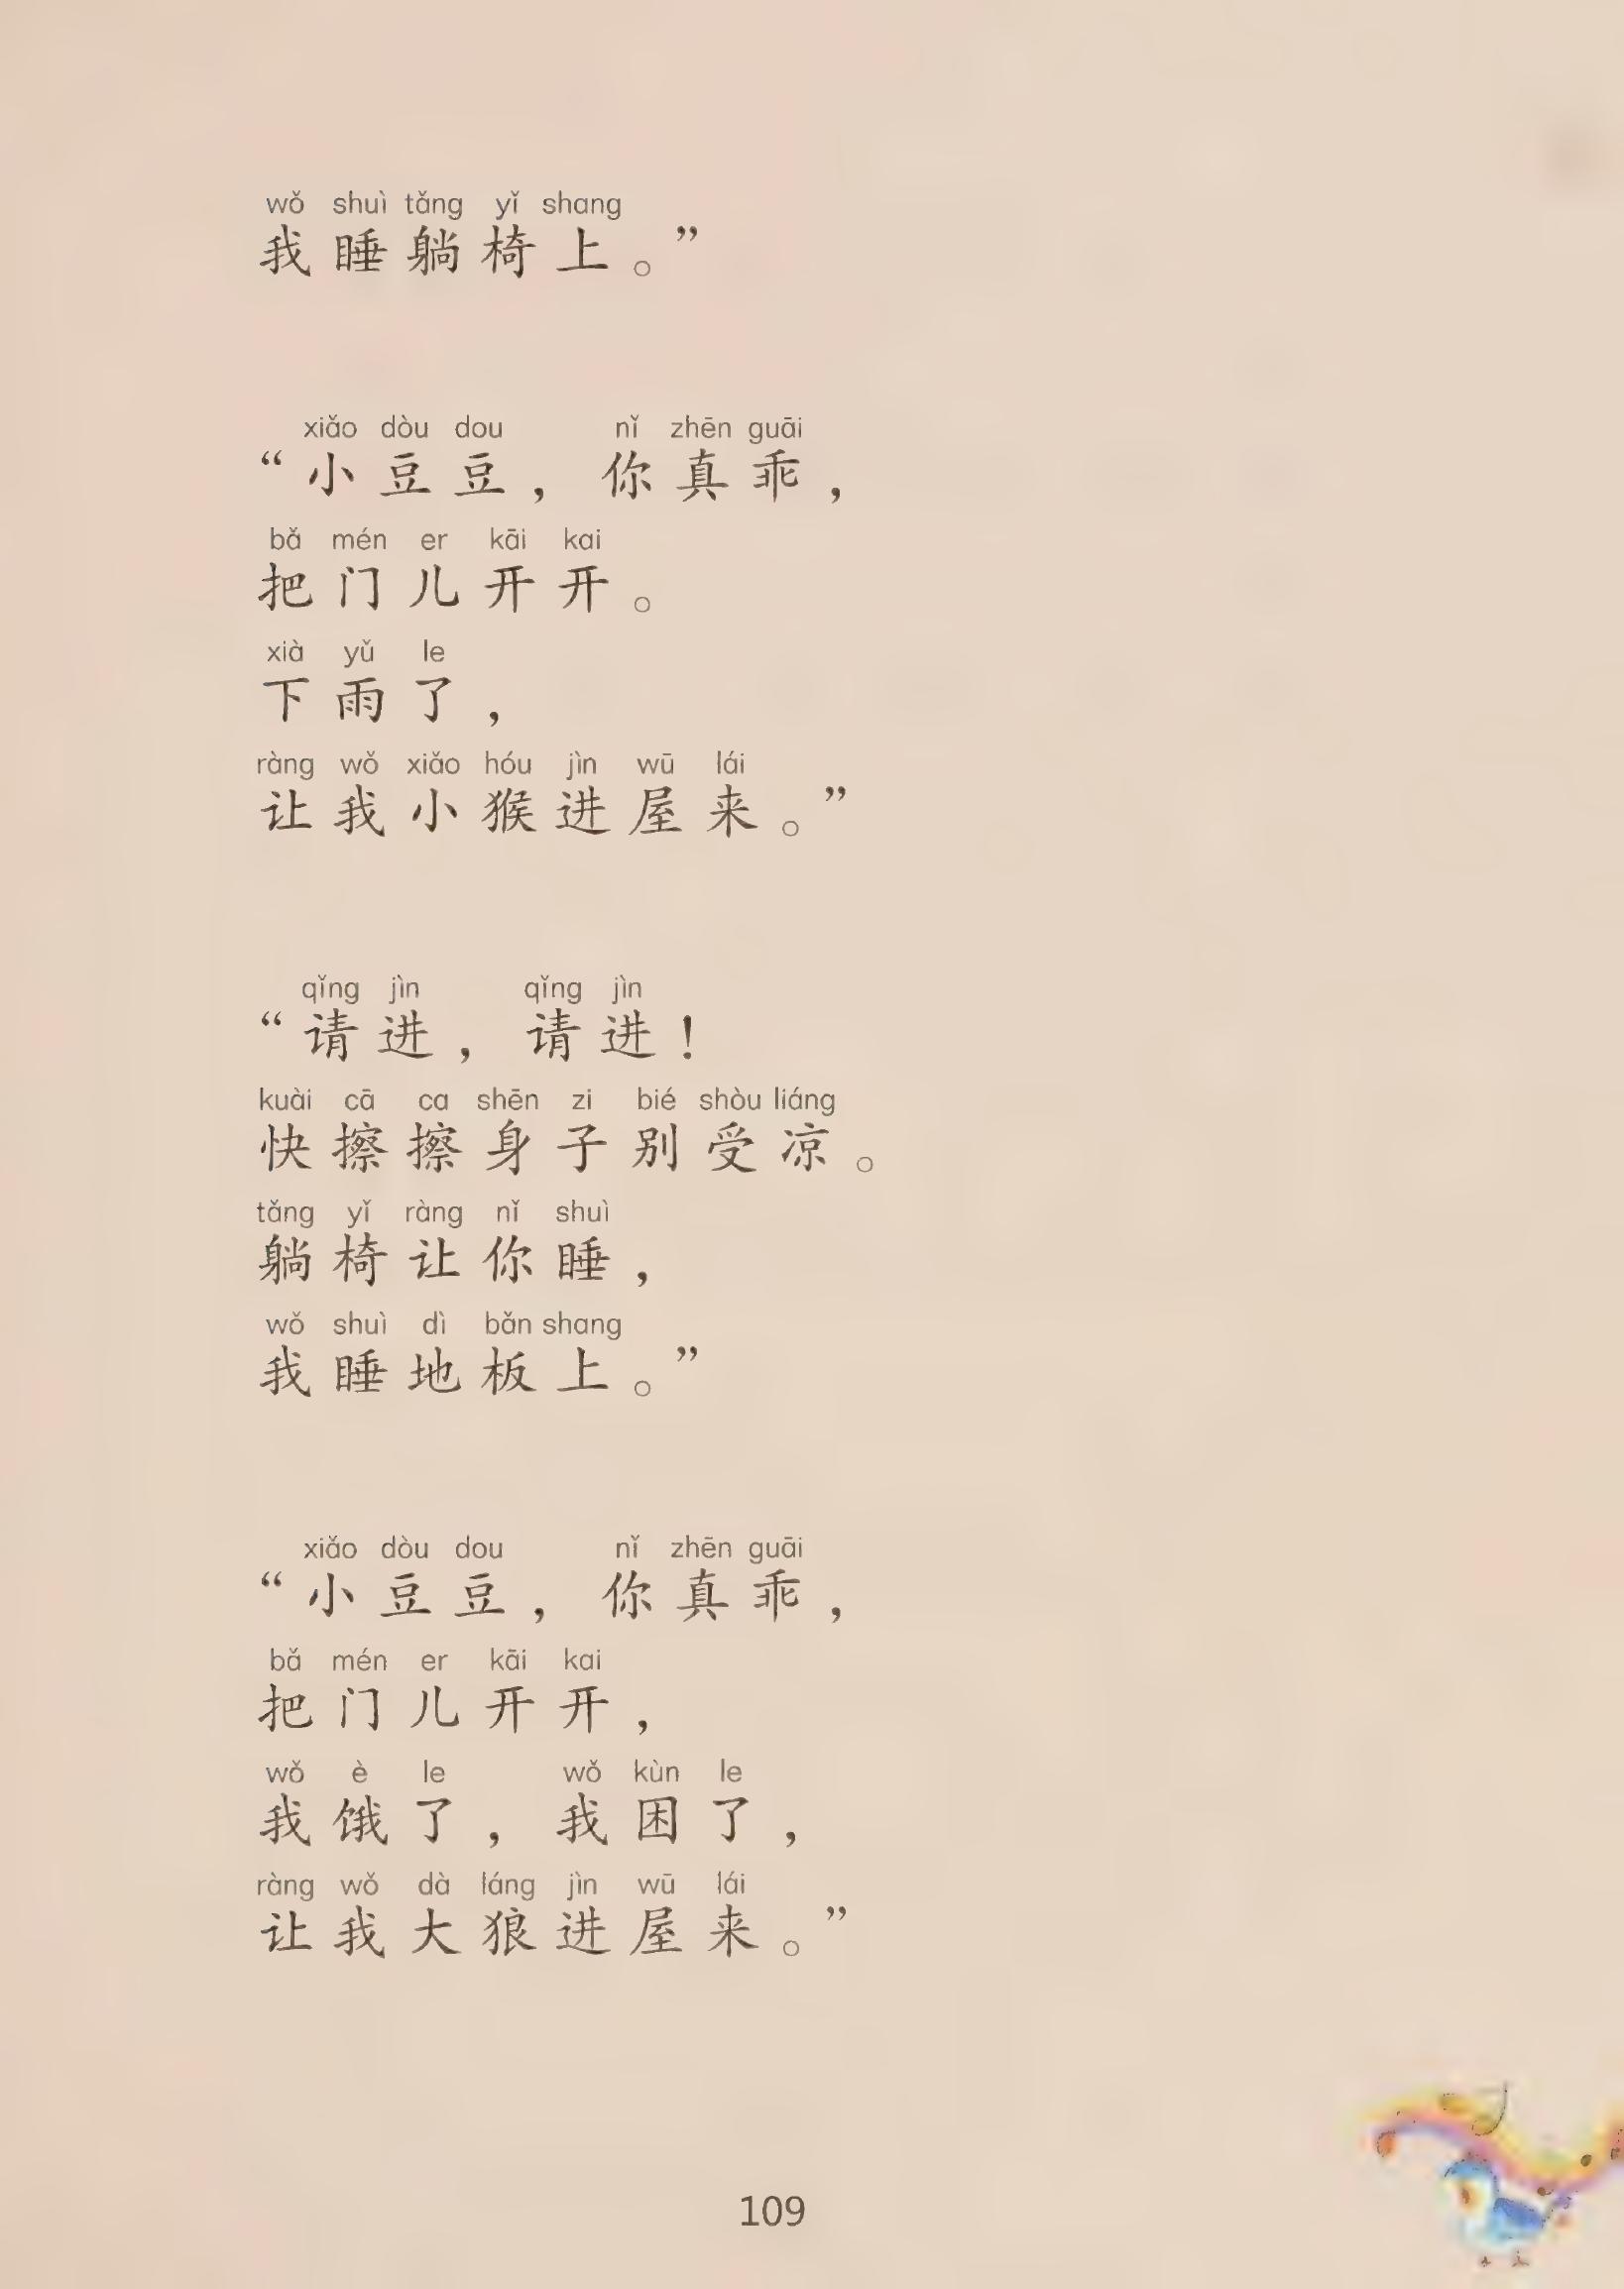 wǒ shuì tǎng yǐ shang
我睡躺椅上。”
xiǎo dòu dou nǐ zhēn guāi
“小豆豆，你真乖，
bǎ mén er kāi kai
把门儿开开。
xià yǔ le
下雨了，
ràng wǒ xiǎo hóu jìn wū lái
让我小猴进屋来。”
qǐng jìn qǐng jìn
“请进，请进！
kuài cā ca shēn zi bié shòu liáng
快擦擦身子别受凉。
tǎng yǐ ràng nǐ shuì
躺椅让你睡，
wǒ shuì dì bǎn shang
我睡地板上。”
xiǎo dòu dou nǐ zhēn guāi
“小豆豆，你真乖，
bǎ mén er kāi kai
把门儿开开，
wǒ è le wǒ kùn le
我饿了，我困了，
ràng wǒ dà láng jìn wū lái
让我大狼进屋来。”
109